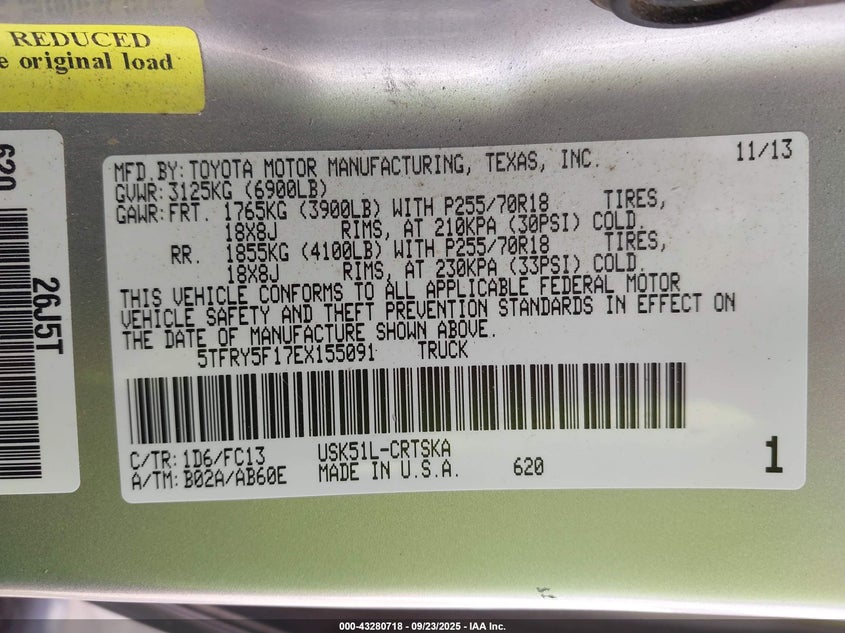 REDUCED
e original load
620
26J5T
MFD.BY: TOYOTA MOTOR MANUFACTURING, TEXAS, INC. 11/13
GVWR: 3125KG (6900LB)
GAWR: FRT. 1765KG (3900LB) WITH P255/70R18 TIRES,
18X8J RIMS, AT 210KPA (30PSI) COLD.
RR. 1855KG (4100LB) WITH P255/70R18 TIRES,
18X8J RIMS, AT 230KPA (33PSI) COLD.
THIS VEHICLE CONFORMS TO ALL APPLICABLE FEDERAL MOTOR
VEHICLE SAFETY AND THEFT PREVENTION STANDARDS IN EFFECT ON
THE DATE OF MANUFACTURE SHOWN ABOVE.
5TFRY5F17EX155091 TRUCK
C/TR: 1D6/FC13 USK51L-CRTSKA
A/TM: B02A/AB60E MADE IN U.S.A. 620 1
000-43280718 - 09/23/2025 - IAA Inc.